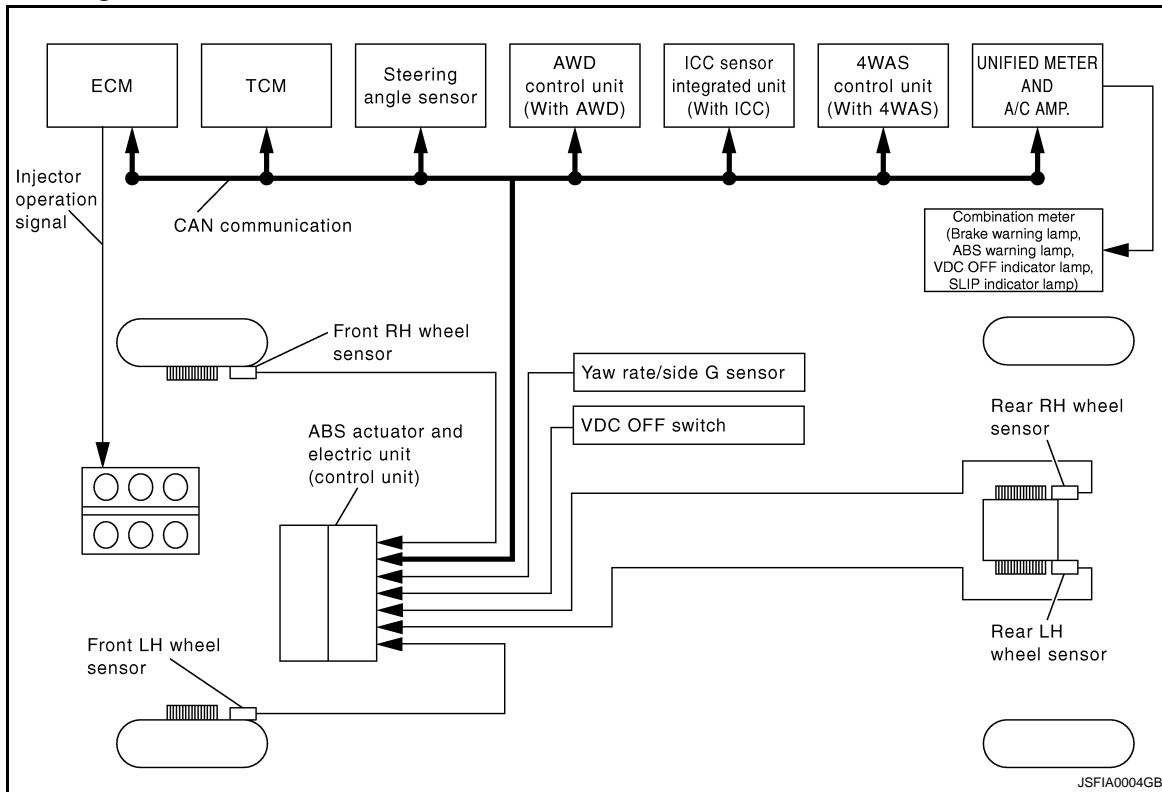 ECM
TCM
Steering
angle sensor
AWD
control unit
(With AWD)
ICC sensor
integrated unit
(With ICC)
4WAS
control unit
(With 4WAS)
UNIFIED METER
AND
A/C AMP.
Injector
operation
signal
CAN communication
Combination meter
(Brake warning lamp,
ABS warning lamp,
VDC OFF indicator lamp,
SLIP indicator lamp)
Front RH wheel
sensor
Yaw rate/side G sensor
VDC OFF switch
Rear RH wheel
sensor
ABS actuator and
electric unit
(control unit)
Front LH wheel
sensor
Rear LH
wheel sensor
JSFIA0004GB